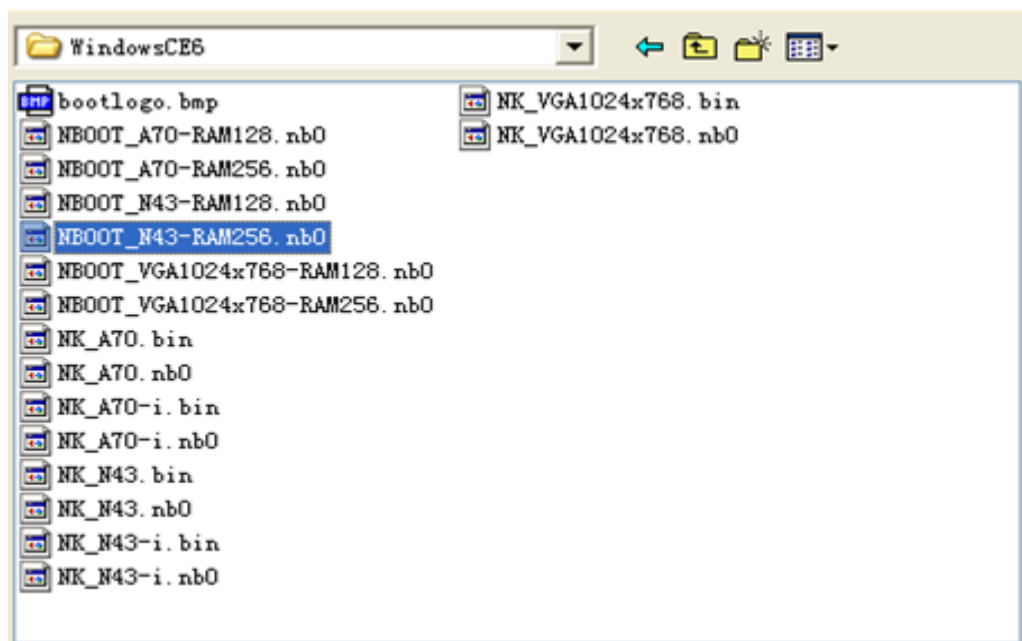 WindowsCE6
bootlogo.bmp
NBOOT_A70-RAM128.nb0
NBOOT_A70-RAM256.nb0
NBOOT_N43-RAM128.nb0
NBOOT_N43-RAM256.nb0
NBOOT_VGA1024x768-RAM128.nb0
NBOOT_VGA1024x768-RAM256.nb0
NK_A70.bin
NK_A70.nb0
NK_A70-i.bin
NK_A70-i.nb0
NK_N43.bin
NK_N43.nb0
NK_N43-i.bin
NK_N43-i.nb0
NK_VGA1024x768.bin
NK_VGA1024x768.nb0